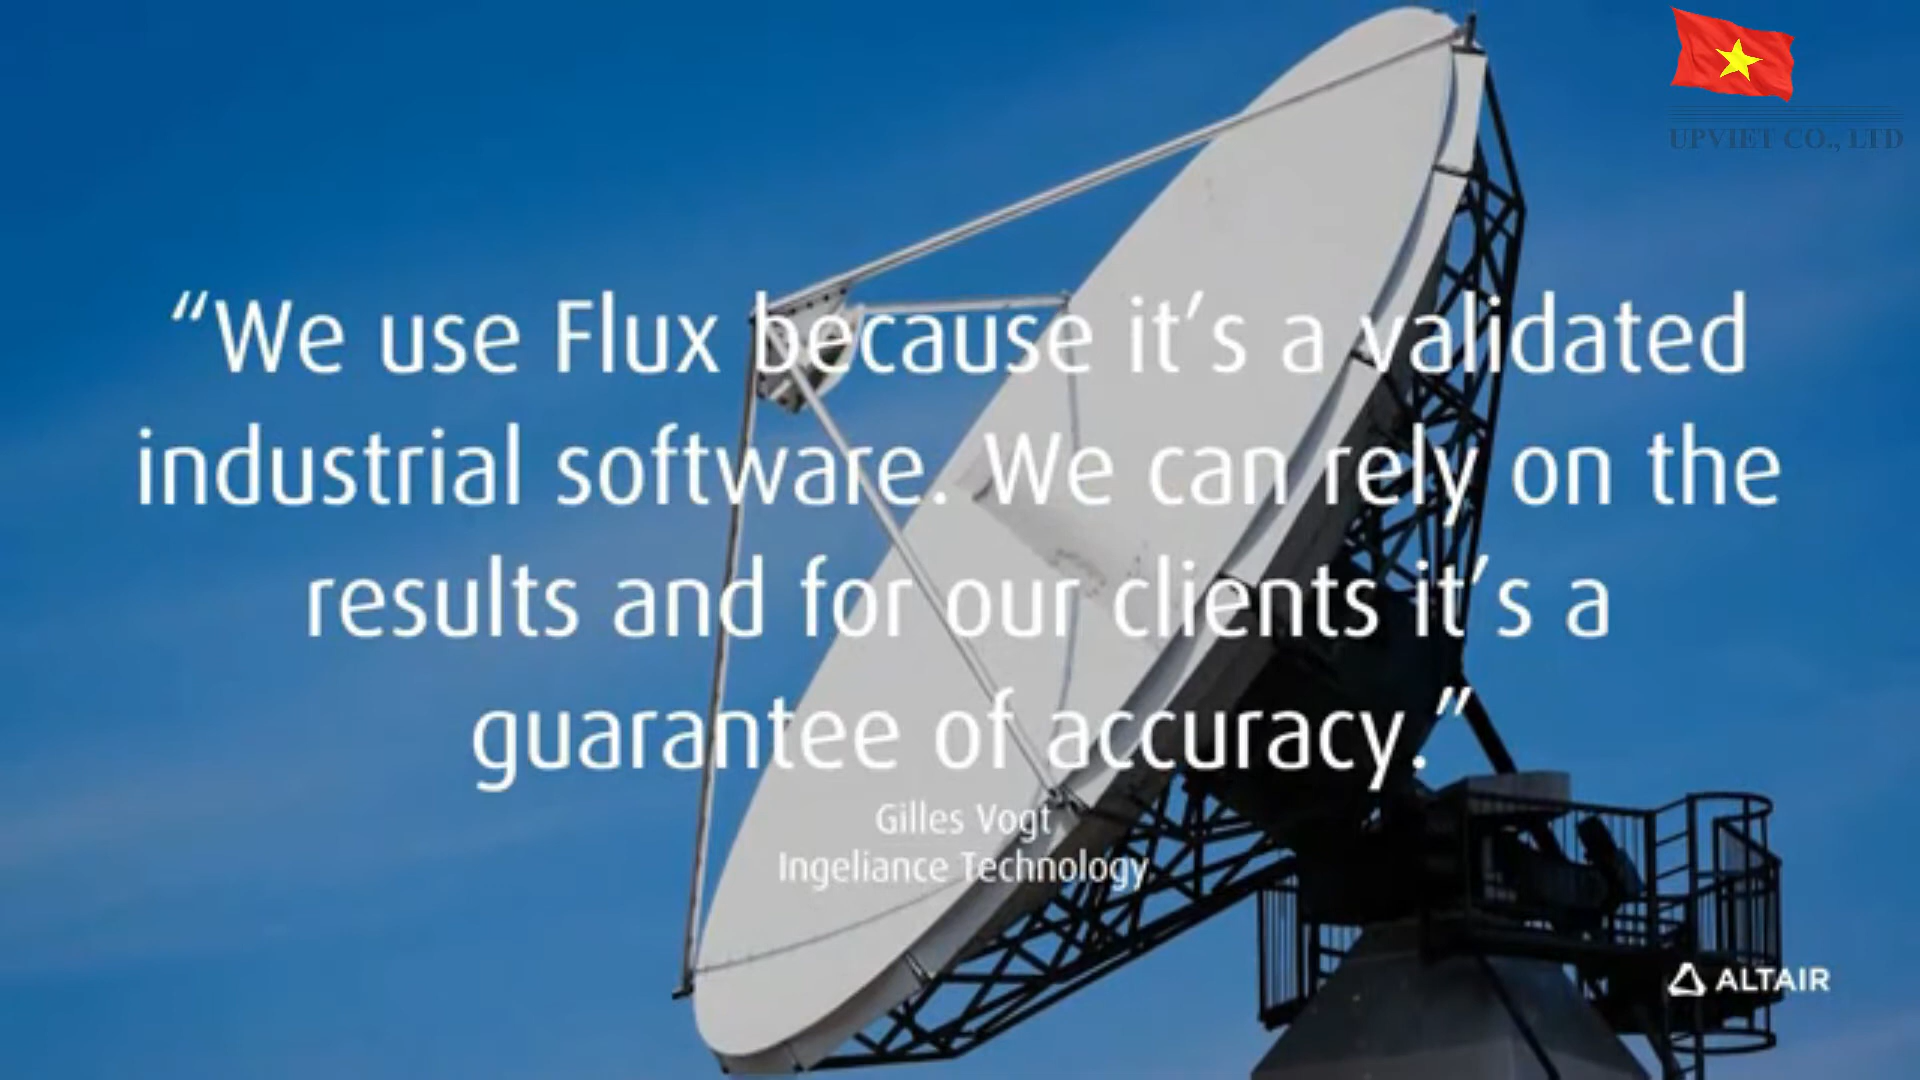 UPVIET CO., LTD
“We use Flux because it’s a validated
industrial software. We can rely on the
results and for our clients it’s a
guarantee of accuracy.”
Gilles Vogt
Ingeliance Technology
ALTAIR